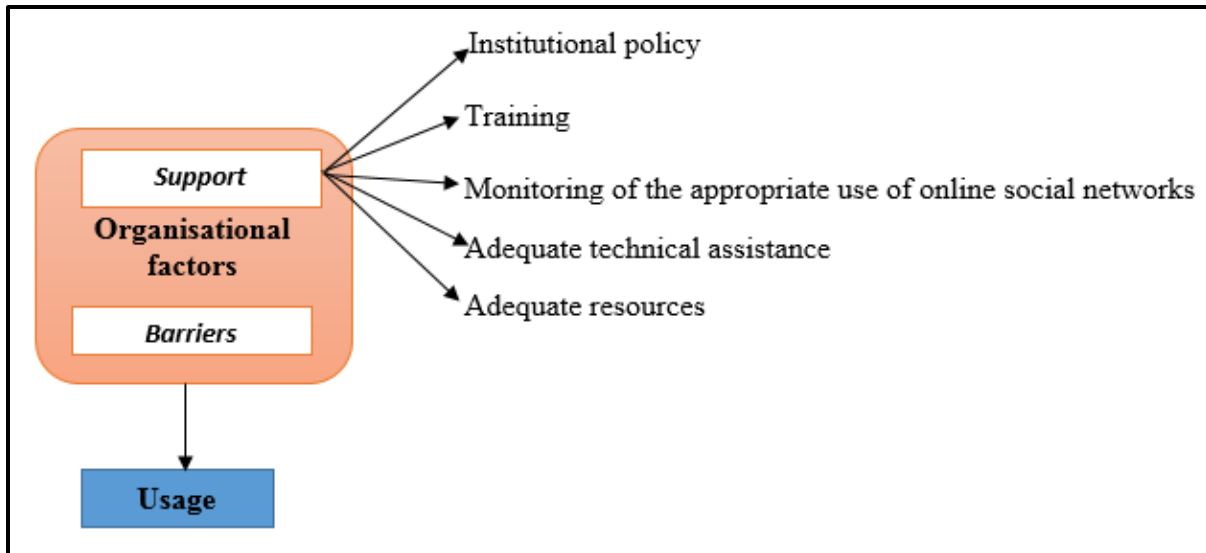 Institutional policy
Training
Support
Monitoring of the appropriate use of online social networks
Organisational
factors
Adequate technical assistance
Adequate resources
Barriers
Usage